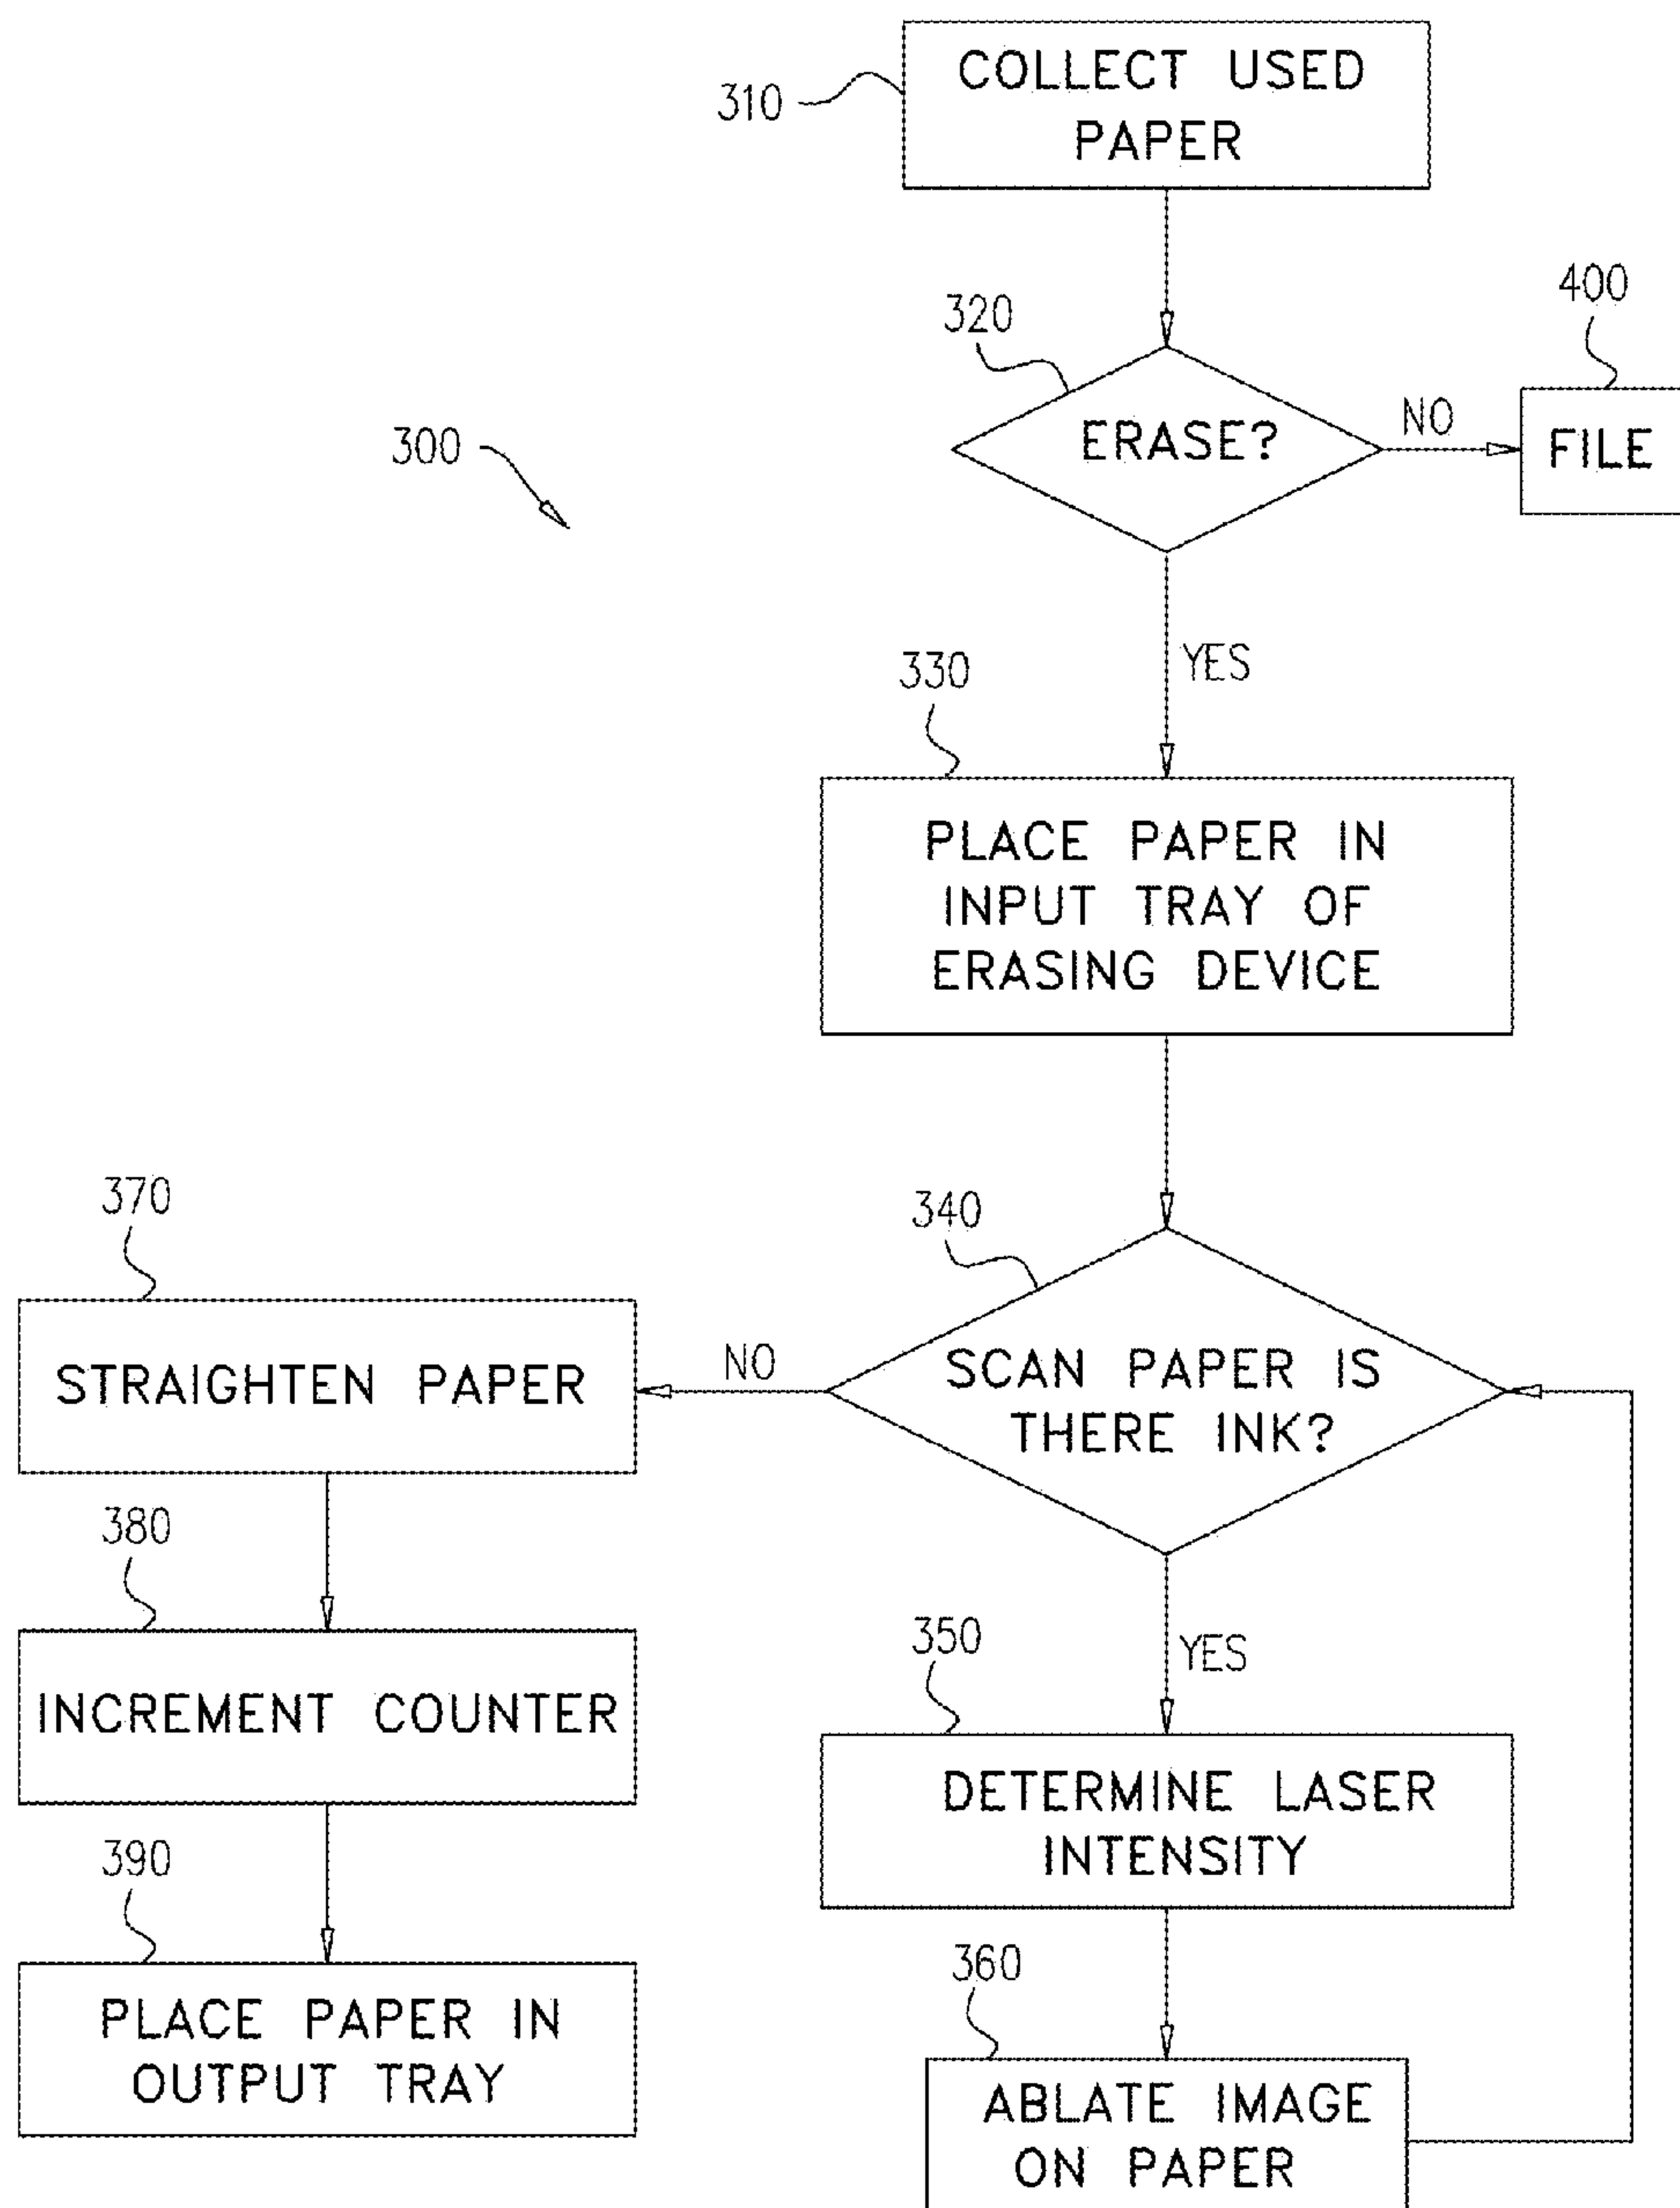 310
COLLECT USED
PAPER
400
320
ERASE?
NO
FILE
300
YES
330
PLACE PAPER IN
INPUT TRAY OF
ERASING DEVICE
340
SCAN PAPER IS
THERE INK?
NO
370
STRAIGHTEN PAPER
380
INCREMENT COUNTER
390
PLACE PAPER IN
OUTPUT TRAY
YES
350
DETERMINE LASER
INTENSITY
360
ABLATE IMAGE
ON PAPER